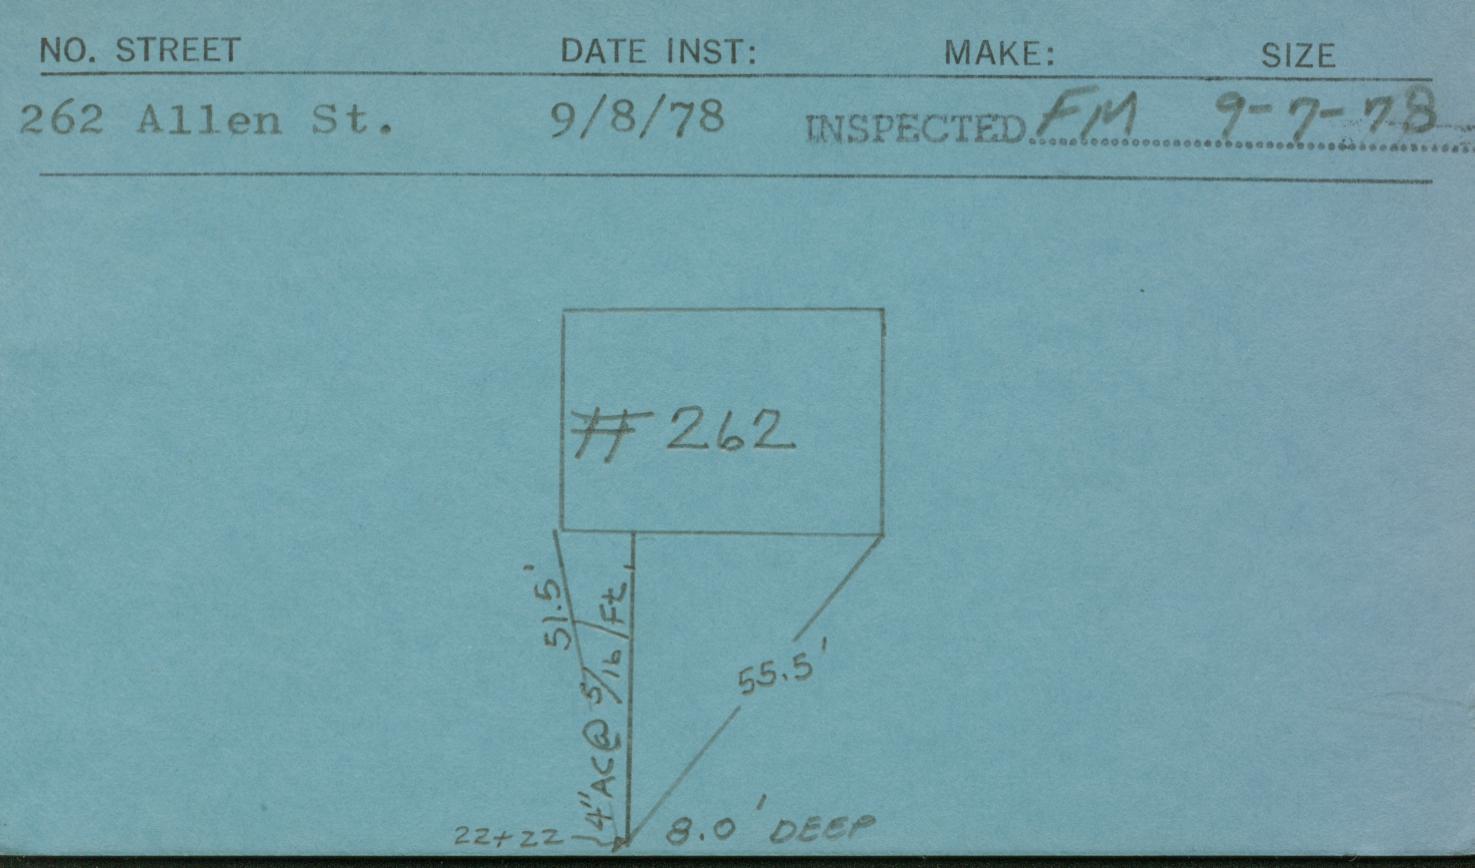 NO. STREET DATE INST: MAKE: SIZE
262 Allen St. 9/8/78 INSPECTED FM 9-7-78
# 262
51.5'
4" AC @ 5/16/Ft.
55.5'
22+22 8.0' DEEP